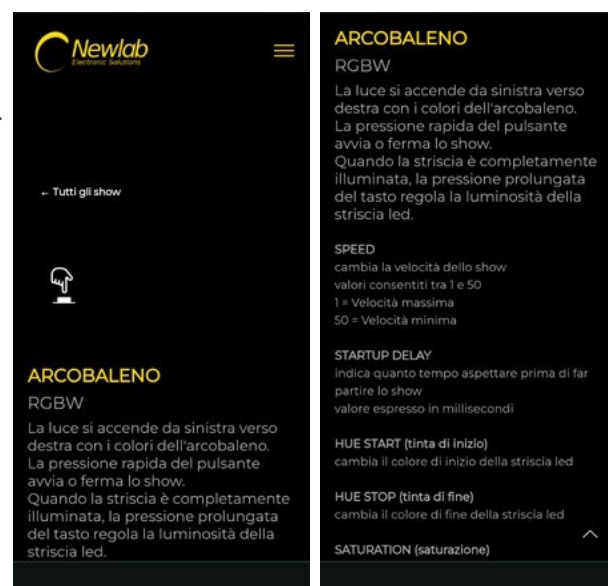 Newlab
Electronic Solutions
← Tutti gli show
ARCOBALENO
RGBW
La luce si accende da sinistra verso
destra con i colori dell'arcobaleno.
La pressione rapida del pulsante
avvia o ferma lo show.
Quando la striscia è completamente
illuminata, la pressione prolungata
del tasto regola la luminosità della
striscia led.
ARCOBALENO
RGBW
La luce si accende da sinistra verso
destra con i colori dell'arcobaleno.
La pressione rapida del pulsante
avvia o ferma lo show.
Quando la striscia è completamente
illuminata, la pressione prolungata
del tasto regola la luminosità della
striscia led.
SPEED
cambia la velocità dello show
valori consentiti tra 1 e 50
1 = Velocità massima
50 = Velocità minima
STARTUP DELAY
indica quanto tempo aspettare prima di far
partire lo show
valore espresso in millisecondi
HUE START (tinta di inizio)
cambia il colore di inizio della striscia led
HUE STOP (tinta di fine)
cambia il colore di fine della striscia led
SATURATION (saturazione)